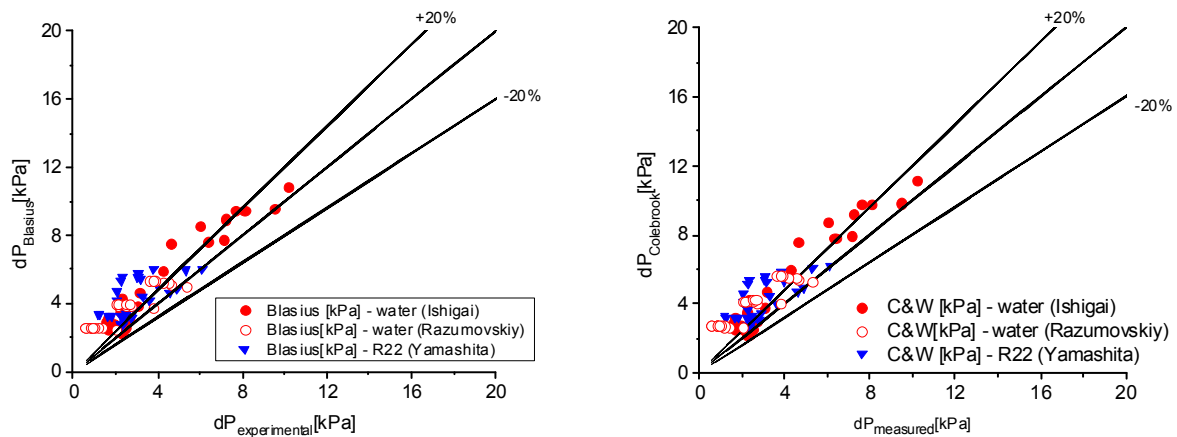 +20%
20
16
-20%
12
8
4
0
dP_Blasius[kPa]
Blasius [kPa] - water (Ishigai)
Blasius[kPa] - water (Razumovskiy)
Blasius[kPa] - R22 (Yamashita)
0 4 8 12 16 20
dP_experimental[kPa]
+20%
20
16
-20%
12
8
4
0
dP_Colebrook[kPa]
C&W [kPa] - water (Ishigai)
C&W[kPa] - water (Razumovskiy)
C&W [kPa] - R22 (Yamashita)
0 4 8 12 16 20
dP_measured[kPa]